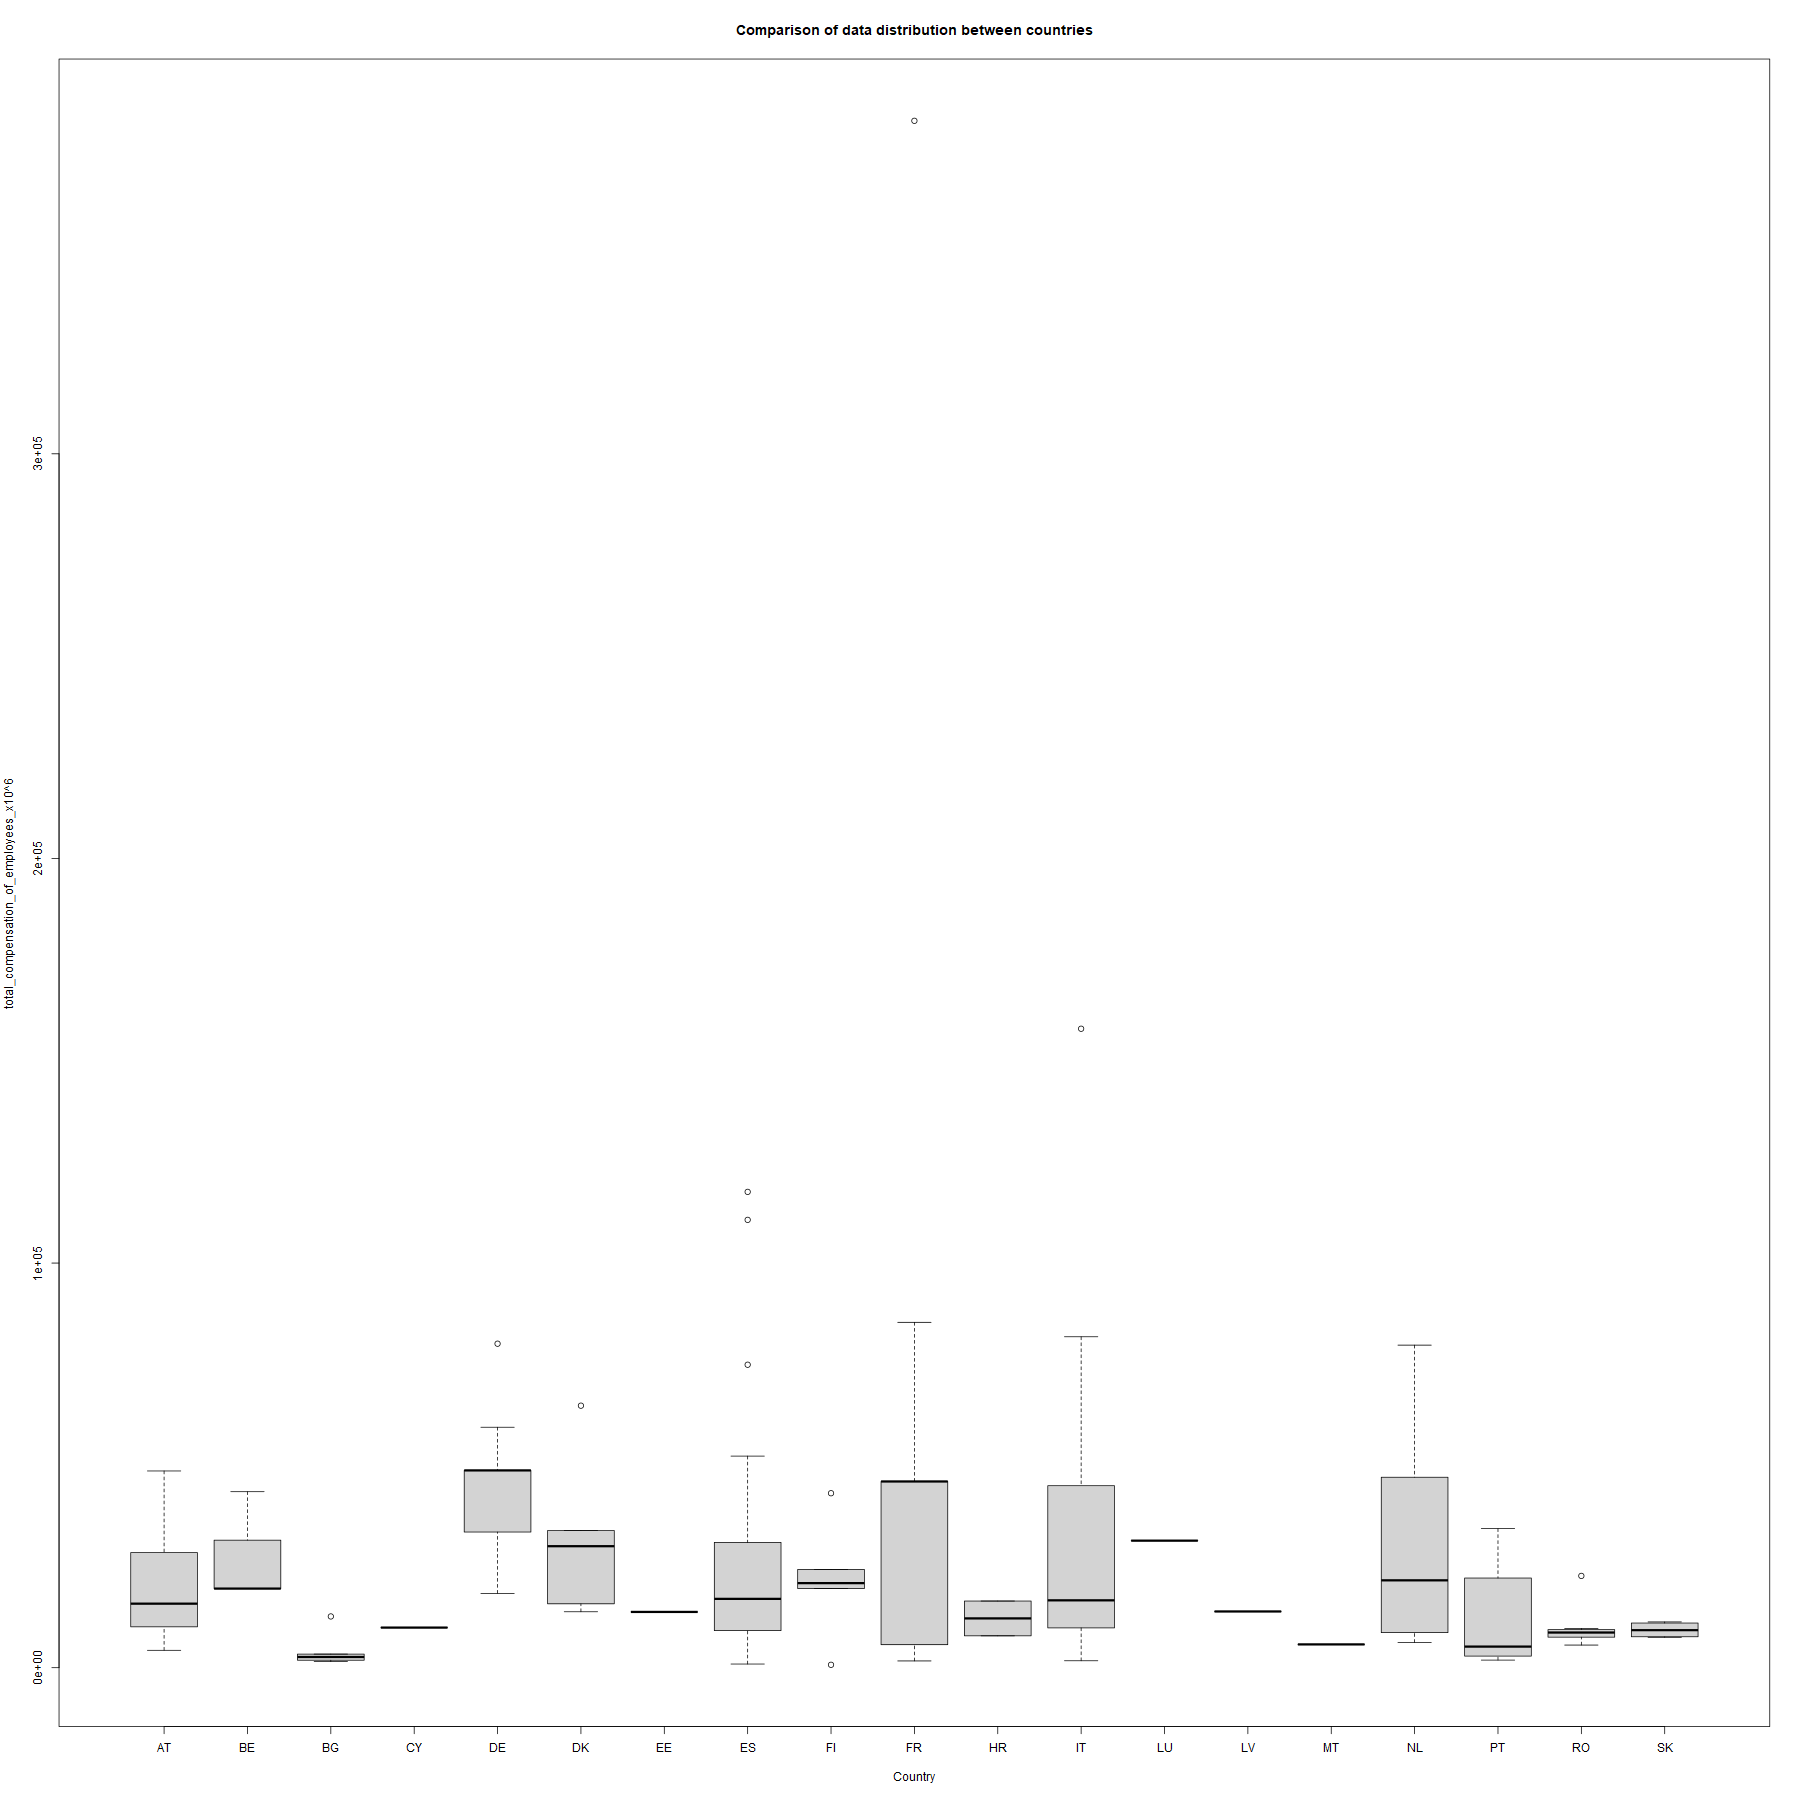 Comparison of data distribution between countries
total_compensation_of_employees_x10^6
3e+05
2e+05
1e+05
0e+00
AT BE BG CY DE DK EE ES FI FR HR IT LU LV MT NL PT RO SK
Country